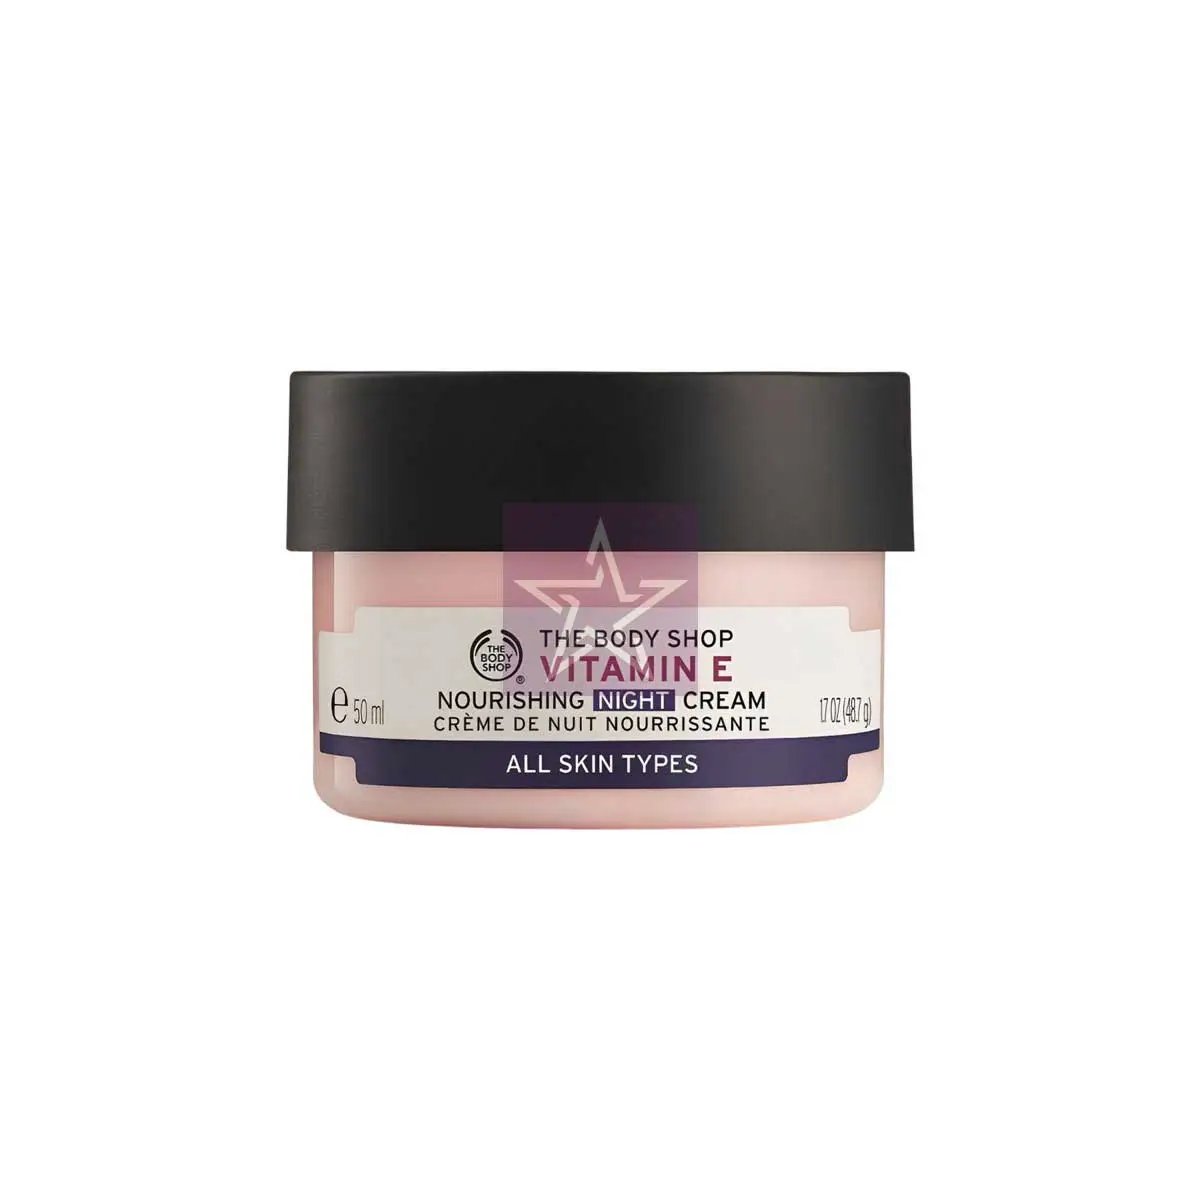 THE
BODY
SHOP
®
THE BODY SHOP
VITAMIN E
NOURISHING NIGHT CREAM
CRÈME DE NUIT NOURRISSANTE
℮ 50 ml
1.7 OZ (48.7 g)
ALL SKIN TYPES